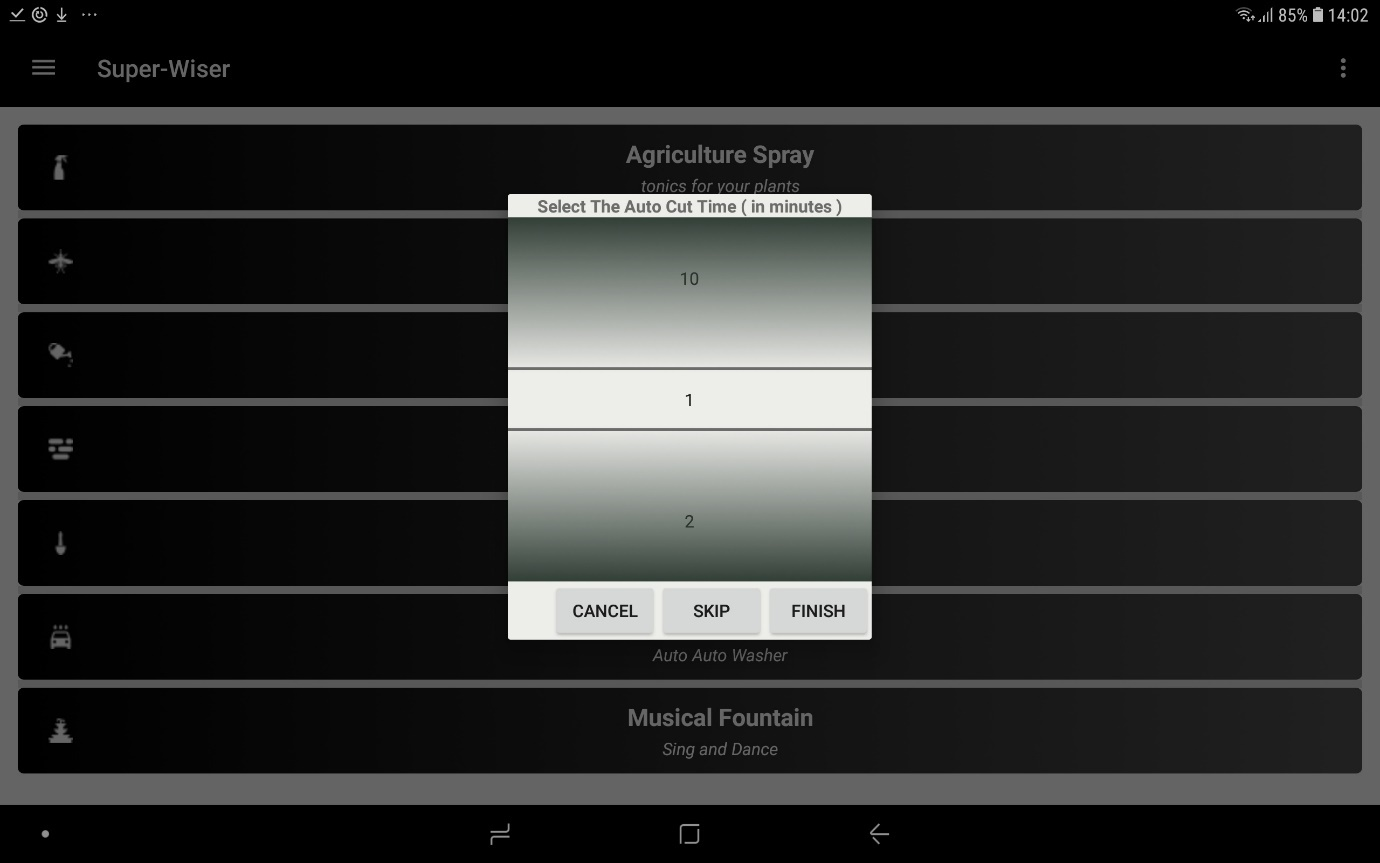 85% 14:02
Super-Wiser
Agriculture Spray
tonics for your plants
Select The Auto Cut Time ( in minutes )
10
1
2
CANCEL SKIP FINISH
Auto Auto Washer
Musical Fountain
Sing and Dance